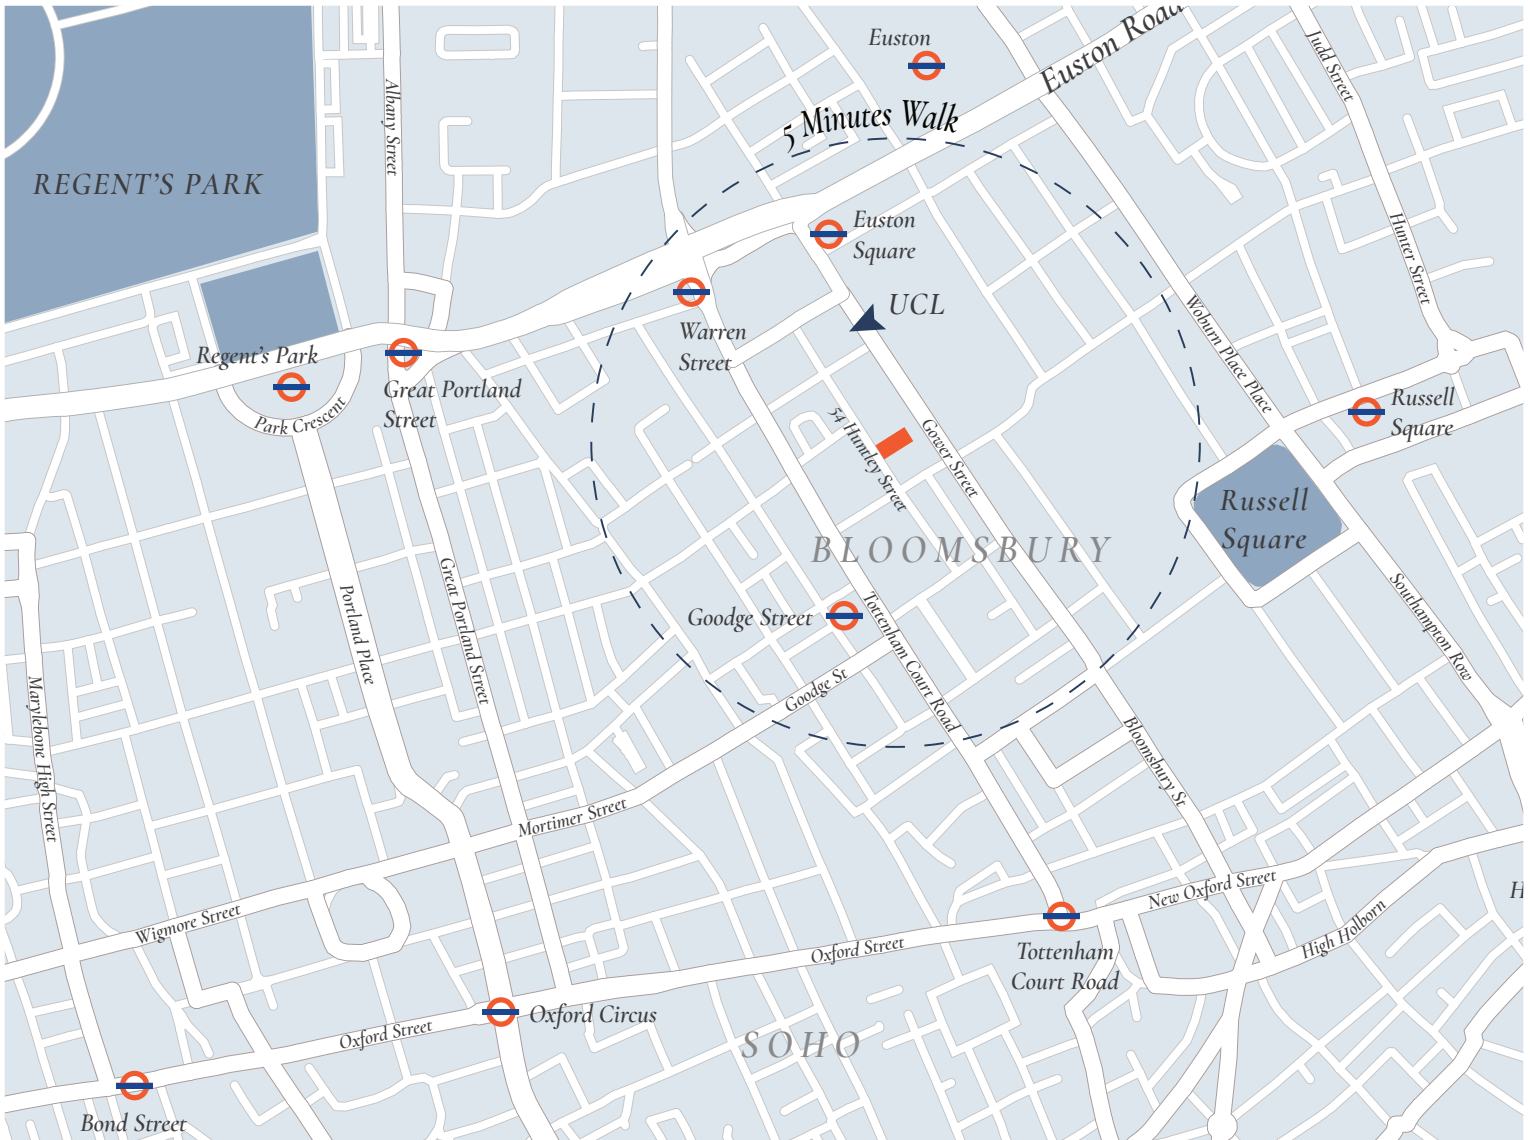 Euston Road
Judd Street
Euston
5 Minutes Walk
Albany Street
REGENT'S PARK
Euston
Square
Hunter Street
UCL
Warren
Street
Woburn Place Place
Regent's Park
Great Portland
Street
Park Crescent
Russell
Square
54 Huntley Street
Gower Street
Russell
Square
BLOOMSBURY
Goodge Street
Tottenham Court Road
Southampton Row
Portland Place
Great Portland Street
Goodge St
Marylebone High Street
Bloomsbury St
Mortimer Street
New Oxford Street
H
Wigmore Street
High Holborn
Oxford Street
Tottenham
Court Road
Oxford Circus
Oxford Street
SOHO
Bond Street